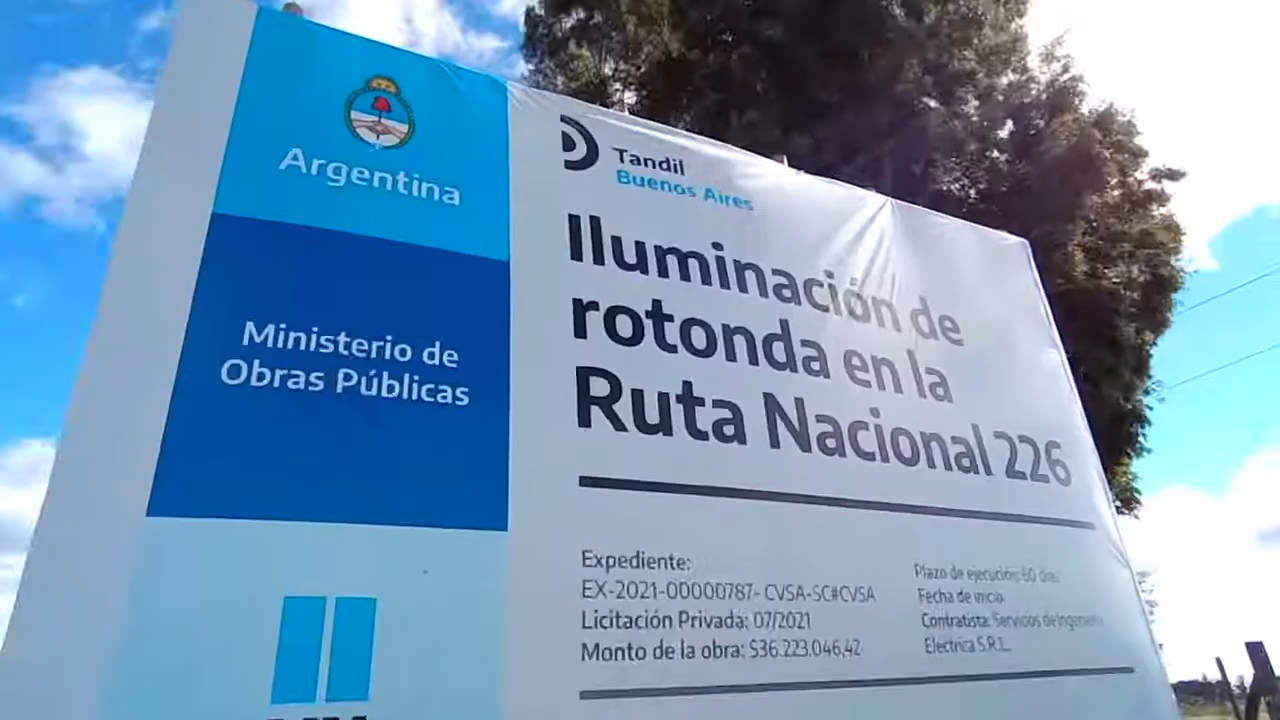 Argentina
Ministerio de
Obras Públicas
Tandil
Buenos Aires
Iluminación de
rotonda en la
Ruta Nacional 226
Expediente:
EX-2021-00000787- CVSA-SC#CVSA
Licitación Privada: 07/2021
Monto de la obra: $36.223.046,42
Plazo de ejecución: 60 días
Fecha de inicio
Contratista: Servicios de Ingeniería
Electrica S.R.L.